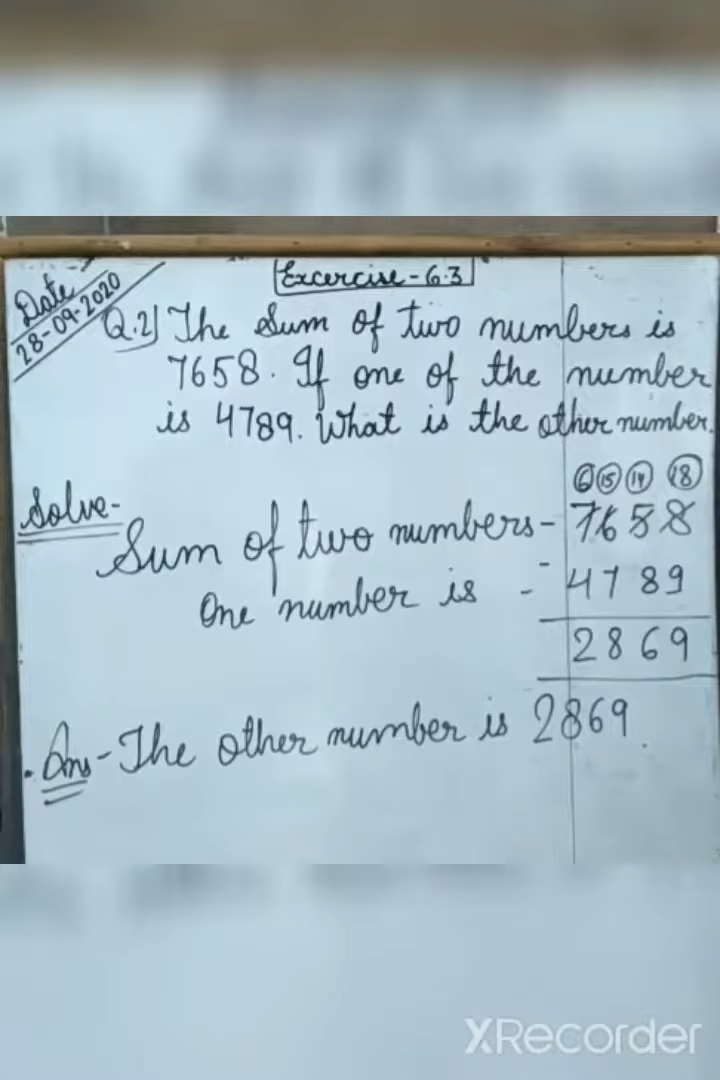 Excercise-6.3
Date
28-09-2020
Q.2] The Sum of two numbers is
7658. If one of the number
is 4789. What is the other number.
6 15 14 18
Solve-
Sum of two numbers- 7658
One number is - - 4789
2869
Ans-The other number is 2869.
XRecorder